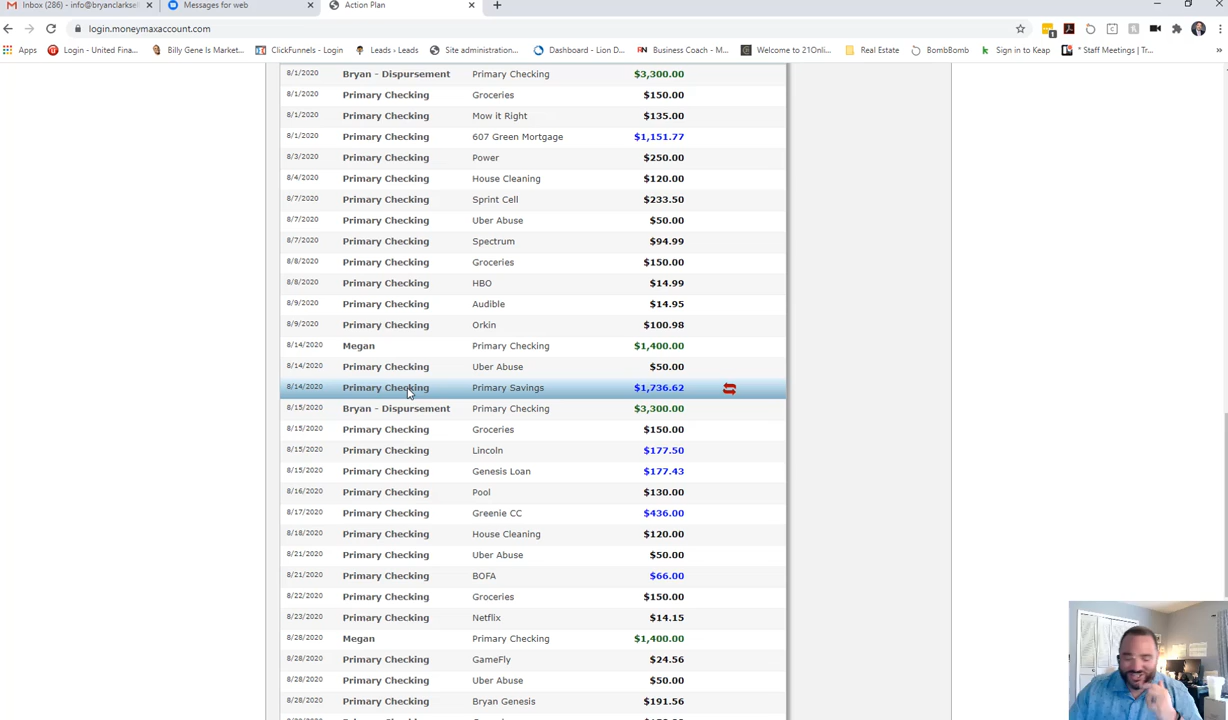 Inbox (286) - info@bryanclarksel
Messages for web
Action Plan
login.moneymaxaccount.com
Apps
Login - United Fina...
Billy Gene Is Market...
ClickFunnels - Login
Leads ‹ Leads
Site administration...
Dashboard - Lion D...
Business Coach - M...
Welcome to 21Onli...
Real Estate
BombBomb
Sign in to Keap
* Staff Meetings | Tr...
»
8/1/2020 Bryan - Dispursement Primary Checking $3,300.00
8/1/2020 Primary Checking Groceries $150.00
8/1/2020 Primary Checking Mow it Right $135.00
8/1/2020 Primary Checking 607 Green Mortgage $1,151.77
8/3/2020 Primary Checking Power $250.00
8/4/2020 Primary Checking House Cleaning $120.00
8/7/2020 Primary Checking Sprint Cell $233.50
8/7/2020 Primary Checking Uber Abuse $50.00
8/7/2020 Primary Checking Spectrum $94.99
8/8/2020 Primary Checking Groceries $150.00
8/8/2020 Primary Checking HBO $14.99
8/9/2020 Primary Checking Audible $14.95
8/9/2020 Primary Checking Orkin $100.98
8/14/2020 Megan Primary Checking $1,400.00
8/14/2020 Primary Checking Uber Abuse $50.00
8/14/2020 Primary Checking Primary Savings $1,736.62
8/15/2020 Bryan - Dispursement Primary Checking $3,300.00
8/15/2020 Primary Checking Groceries $150.00
8/15/2020 Primary Checking Lincoln $177.50
8/15/2020 Primary Checking Genesis Loan $177.43
8/16/2020 Primary Checking Pool $130.00
8/17/2020 Primary Checking Greenie CC $436.00
8/18/2020 Primary Checking House Cleaning $120.00
8/21/2020 Primary Checking Uber Abuse $50.00
8/21/2020 Primary Checking BOFA $66.00
8/22/2020 Primary Checking Groceries $150.00
8/23/2020 Primary Checking Netflix $14.15
8/28/2020 Megan Primary Checking $1,400.00
8/28/2020 Primary Checking GameFly $24.56
8/28/2020 Primary Checking Uber Abuse $50.00
8/28/2020 Primary Checking Bryan Genesis $191.56